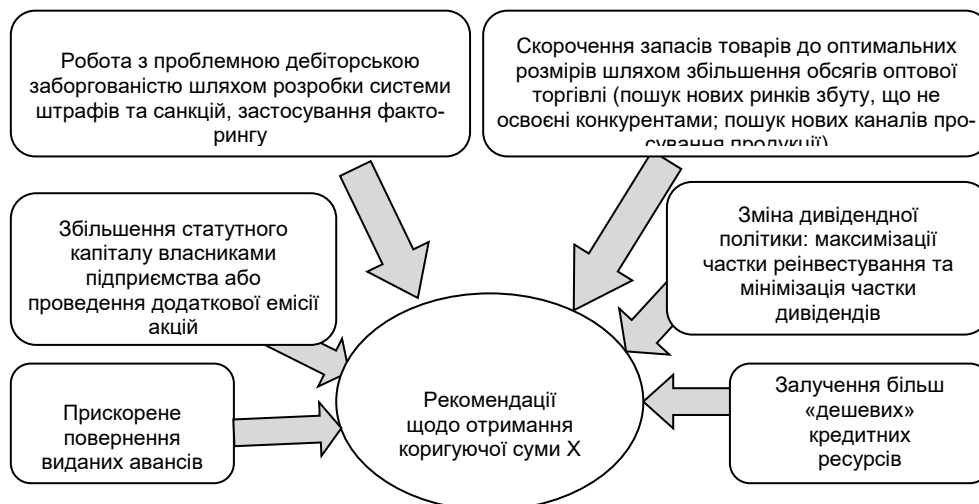 Робота з проблемною дебіторською
заборгованістю шляхом розробки системи
штрафів та санкцій, застосування факто-
рингу
Скорочення запасів товарів до оптимальних
розмірів шляхом збільшення обсягів оптової
торгівлі (пошук нових ринків збуту, що не
освоєні конкурентами; пошук нових каналів про-
сування продукції)
Збільшення статутного
капіталу власниками
підприємства або
проведення додаткової емісії
акцій
Зміна дивідендної
політики: максимізації
частки реінвестування та
мінімізація частки
дивідендів
Прискорене
повернення
виданих авансів
Рекомендації
щодо отримання
коригуючої суми X
Залучення більш
«дешевих»
кредитних
ресурсів